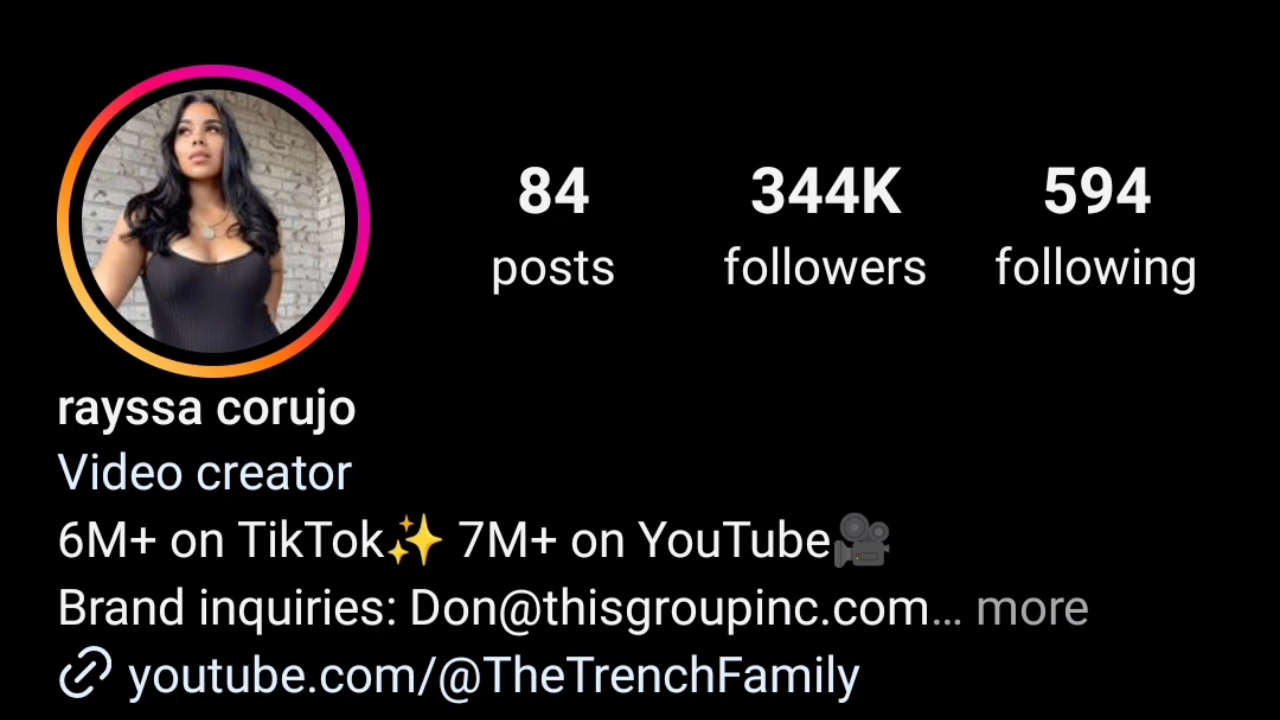 84 344K 594
posts followers following
rayssa corujo
Video creator
6M+ on TikTok✨ 7M+ on YouTube🎥
Brand inquiries: Don@thisgroupinc.com... more
youtube.com/@TheTrenchFamily